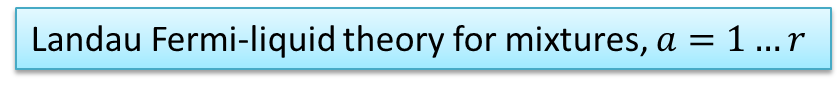 Landau Fermi-liquid theory for mixtures, 𝑎 = 1 … 𝑟